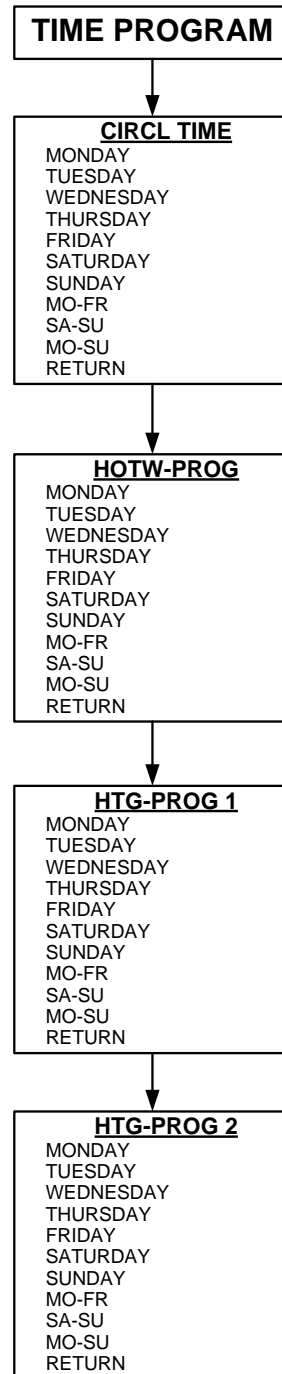 TIME PROGRAM
CIRCL TIME
MONDAY
TUESDAY
WEDNESDAY
THURSDAY
FRIDAY
SATURDAY
SUNDAY
MO-FR
SA-SU
MO-SU
RETURN
HOTW-PROG
MONDAY
TUESDAY
WEDNESDAY
THURSDAY
FRIDAY
SATURDAY
SUNDAY
MO-FR
SA-SU
MO-SU
RETURN
HTG-PROG 1
MONDAY
TUESDAY
WEDNESDAY
THURSDAY
FRIDAY
SATURDAY
SUNDAY
MO-FR
SA-SU
MO-SU
RETURN
HTG-PROG 2
MONDAY
TUESDAY
WEDNESDAY
THURSDAY
FRIDAY
SATURDAY
SUNDAY
MO-FR
SA-SU
MO-SU
RETURN